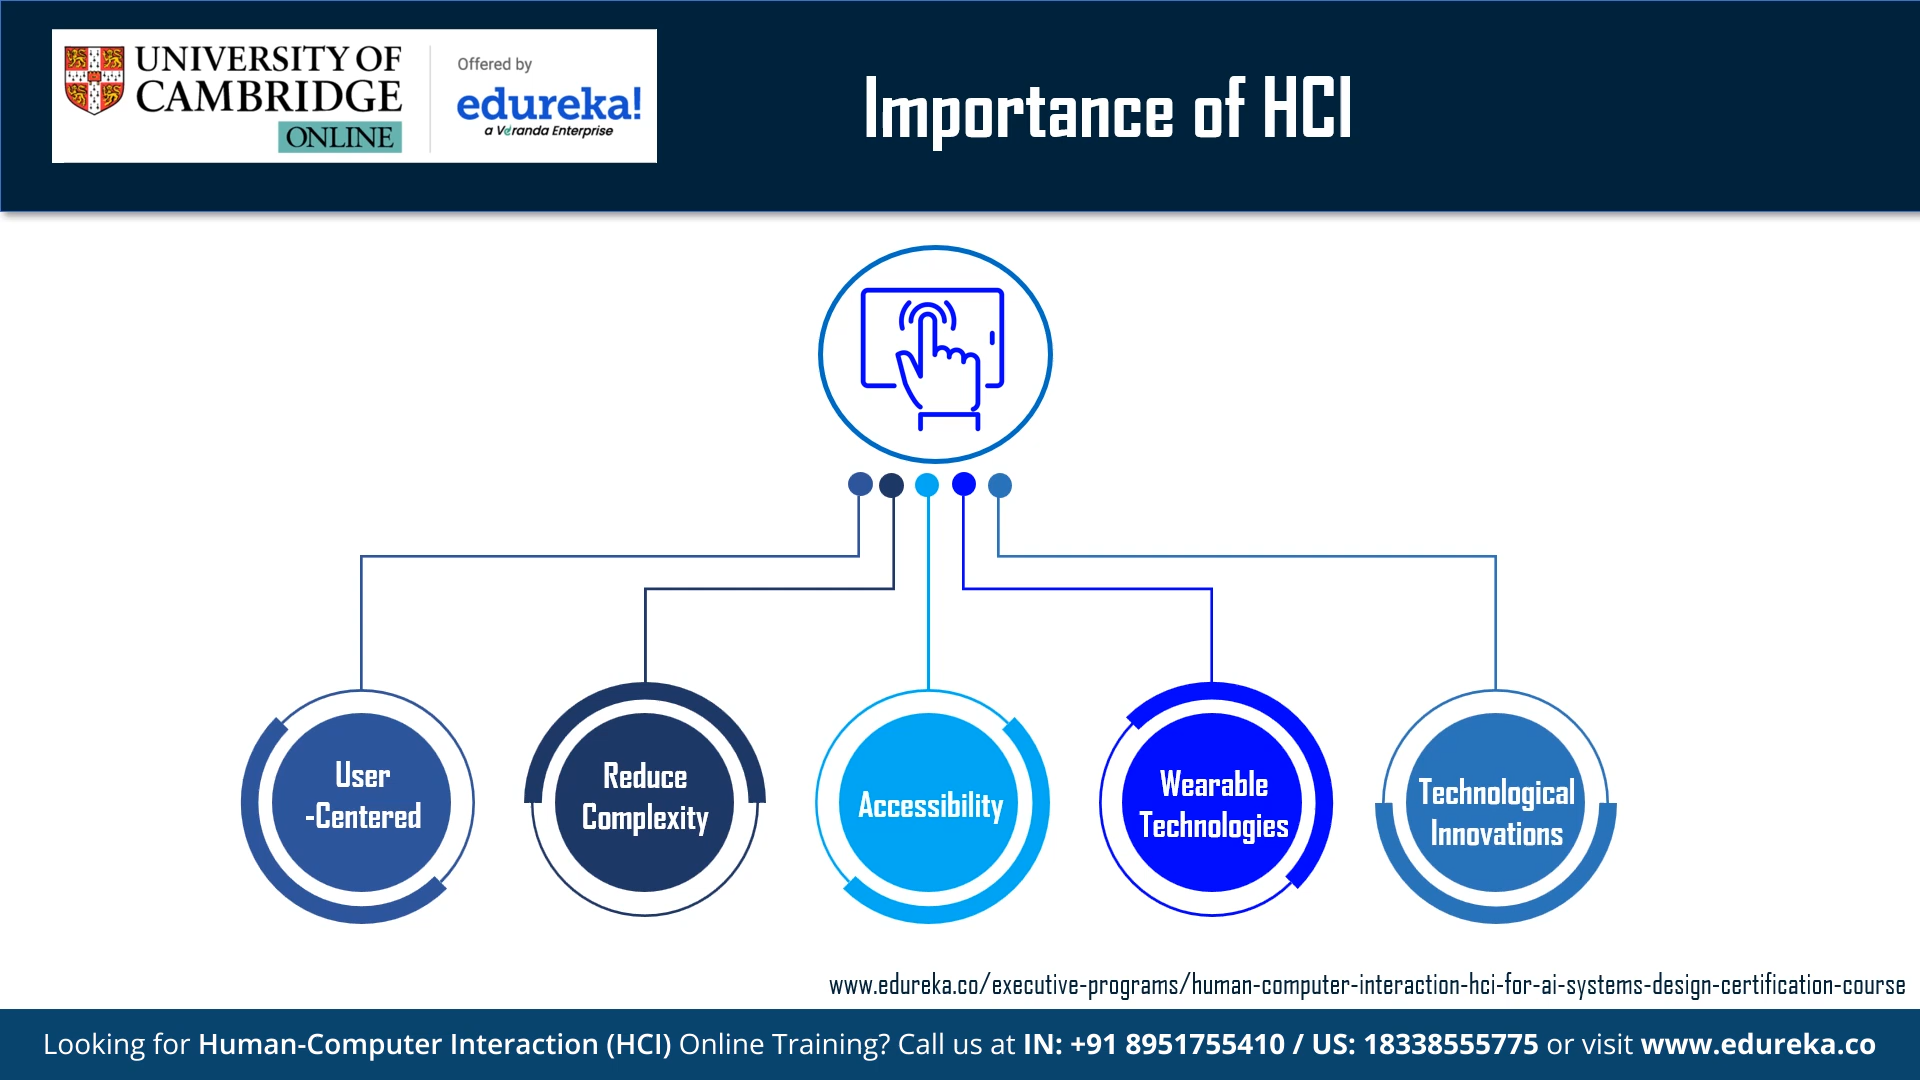 UNIVERSITY OF
CAMBRIDGE
ONLINE
Offered by
edureka!
a Veranda Enterprise
Importance of HCI
User
-Centered
Reduce
Complexity
Accessibility
Wearable
Technologies
Technological
Innovations
www.edureka.co/executive-programs/human-computer-interaction-hci-for-ai-systems-design-certification-course
Looking for Human-Computer Interaction (HCI) Online Training? Call us at IN: +91 8951755410 / US: 18338555775 or visit www.edureka.co